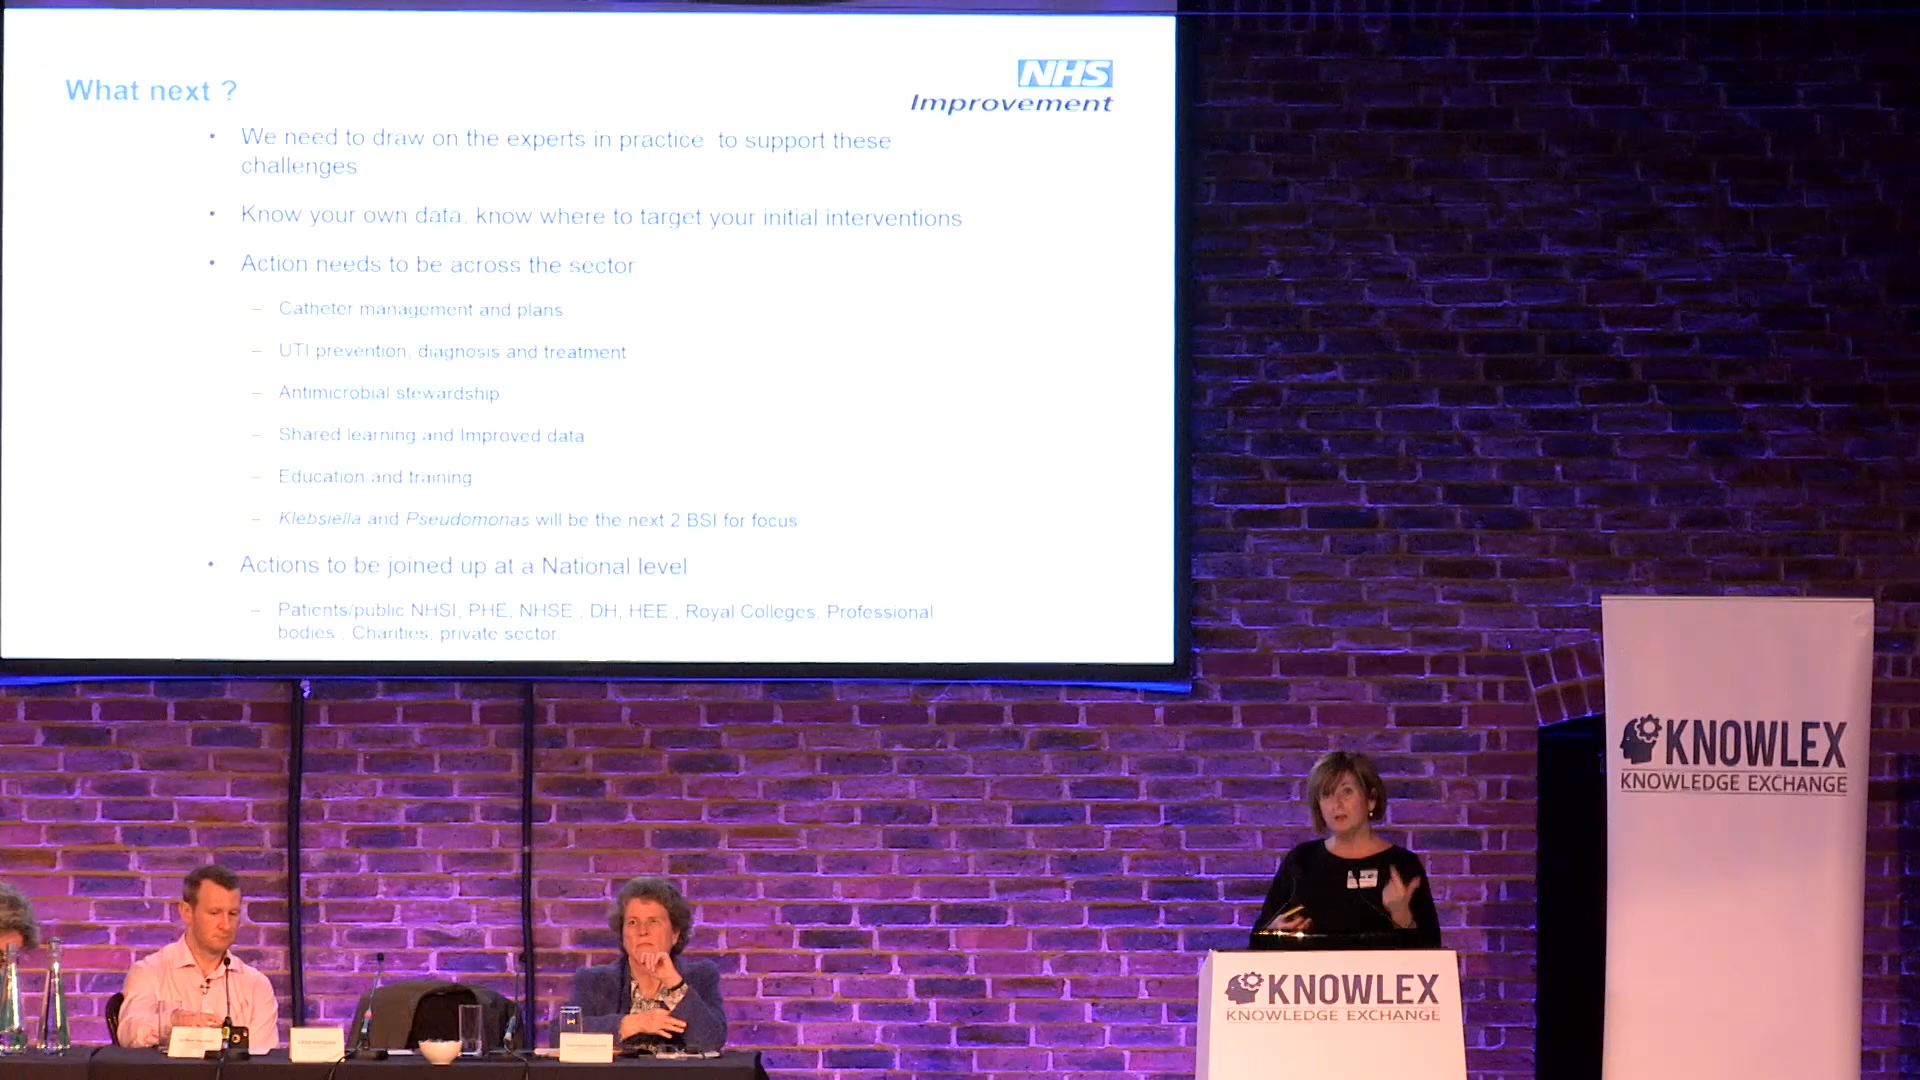 What next ?
NHS
Improvement
• We need to draw on the experts in practice to support these
challenges
• Know your own data, know where to target your initial interventions
• Action needs to be across the sector
– Catheter management and plans
– UTI prevention, diagnosis and treatment
– Antimicrobial stewardship
– Shared learning and Improved data
– Education and training
– Klebsiella and Pseudomonas will be the next 2 BSI for focus
• Actions to be joined up at a National level
– Patients/public NHSI, PHE, NHSE , DH, HEE , Royal Colleges, Professional
bodies , Charities, private sector.
KNOWLEX
KNOWLEDGE EXCHANGE
KNOWLEX
KNOWLEDGE EXCHANGE